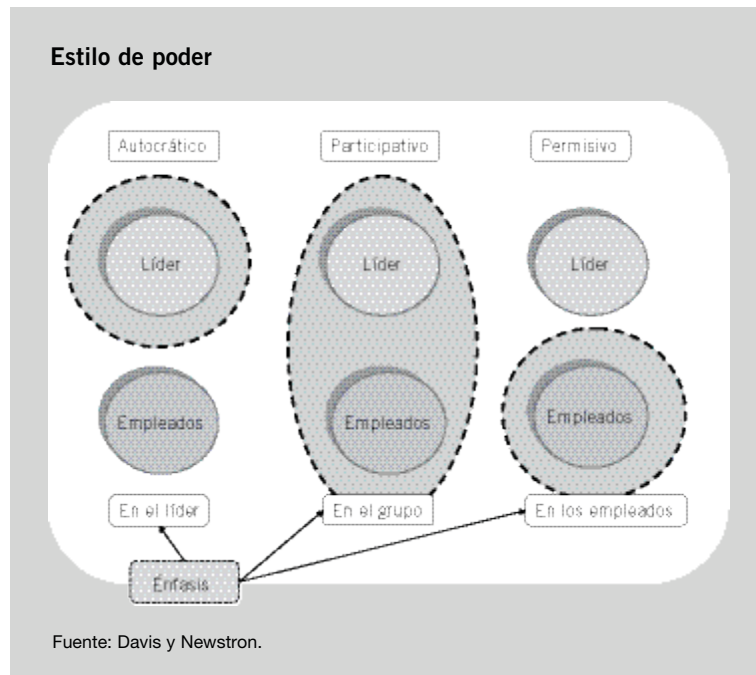 Estilo de poder
Autocrático
Participativo
Permisivo
Líder
Líder
Líder
Empleados
Empleados
Empleados
En el líder
En el grupo
En los empleados
Énfasis
Fuente: Davis y Newstron.